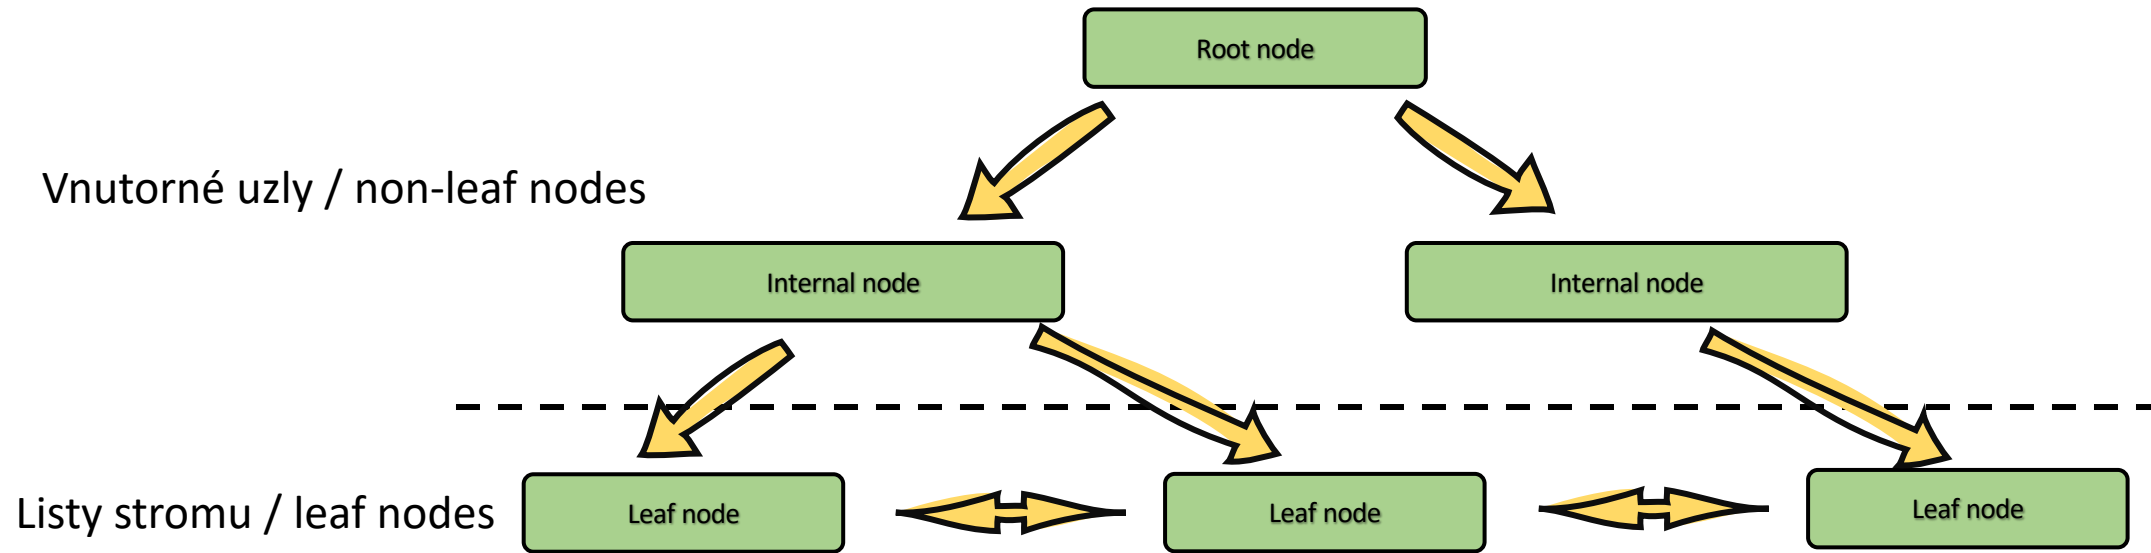 Root node
Vnutorné uzly / non-leaf nodes
Internal node
Internal node
Listy stromu / leaf nodes
Leaf node
Leaf node
Leaf node